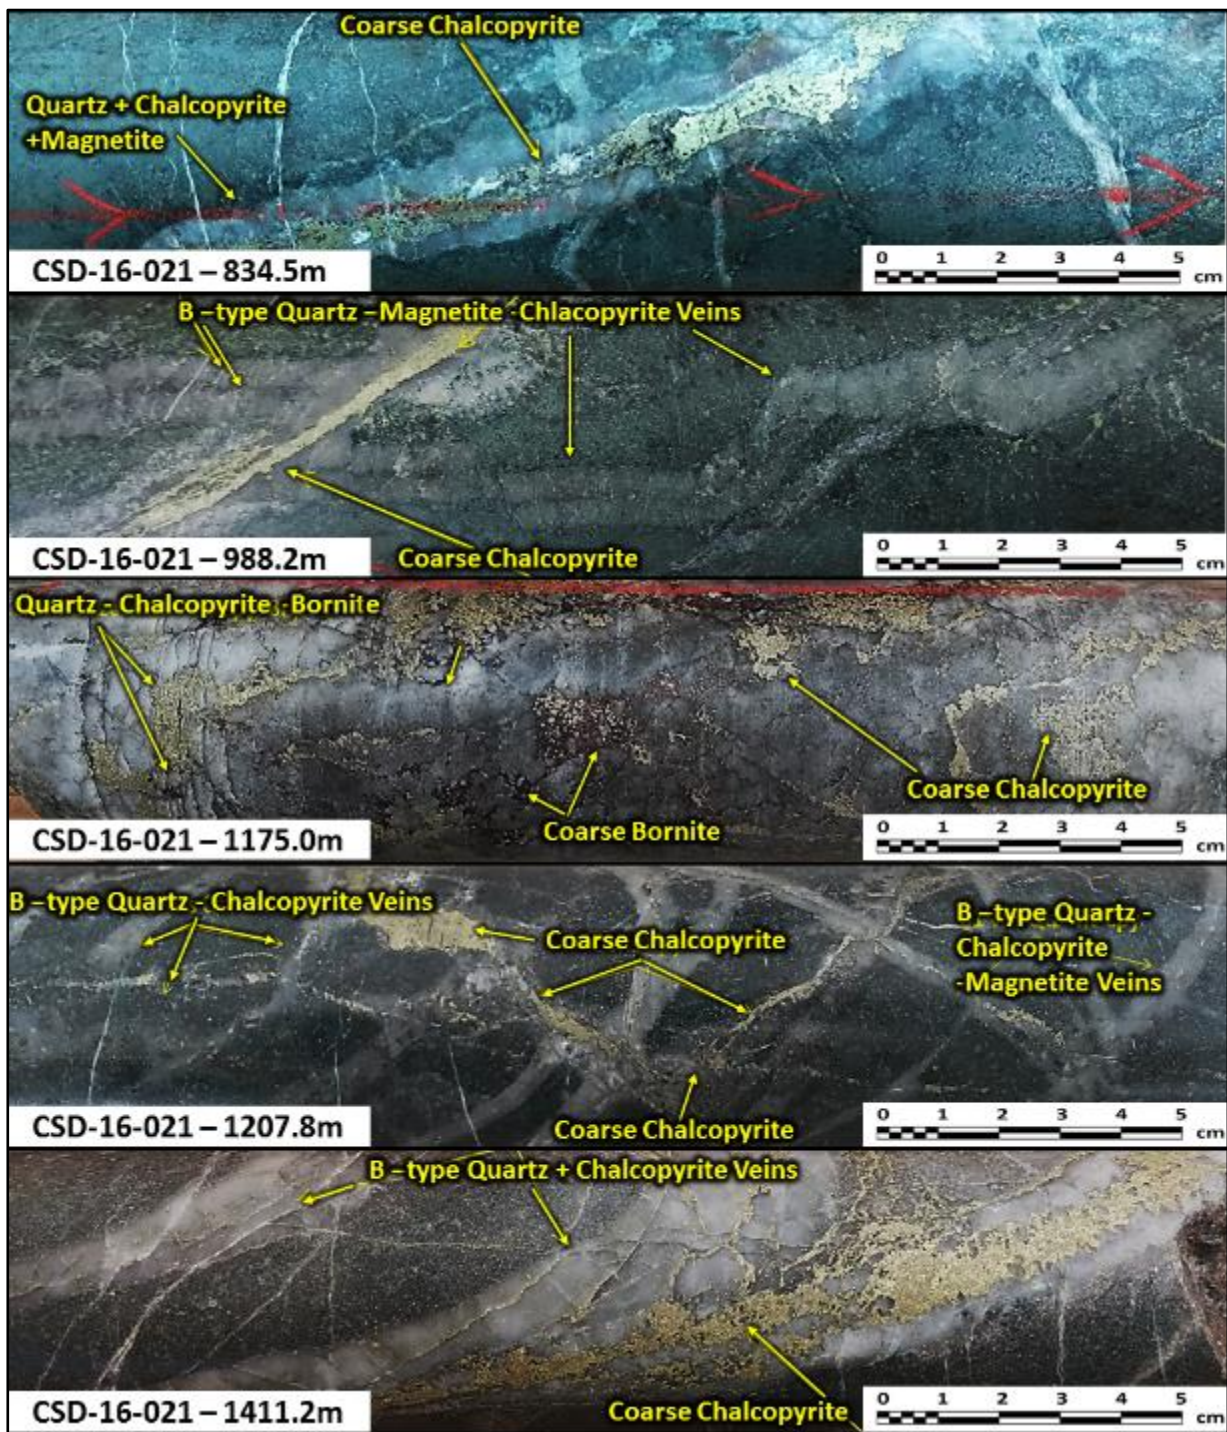 Coarse Chalcopyrite
Quartz + Chalcopyrite
+Magnetite
CSD-16-021 – 834.5m
0 1 2 3 4 5
cm
B –type Quartz –Magnetite -Chlacopyrite Veins
Coarse Chalcopyrite
CSD-16-021 – 988.2m
0 1 2 3 4 5
cm
Quartz - Chalcopyrite -Bornite
Coarse Chalcopyrite
Coarse Bornite
CSD-16-021 – 1175.0m
0 1 2 3 4 5
cm
B –type Quartz - Chalcopyrite Veins
Coarse Chalcopyrite
B –type Quartz -
Chalcopyrite
-Magnetite Veins
Coarse Chalcopyrite
CSD-16-021 – 1207.8m
0 1 2 3 4 5
cm
B –type Quartz + Chalcopyrite Veins
Coarse Chalcopyrite
CSD-16-021 – 1411.2m
0 1 2 3 4 5
cm